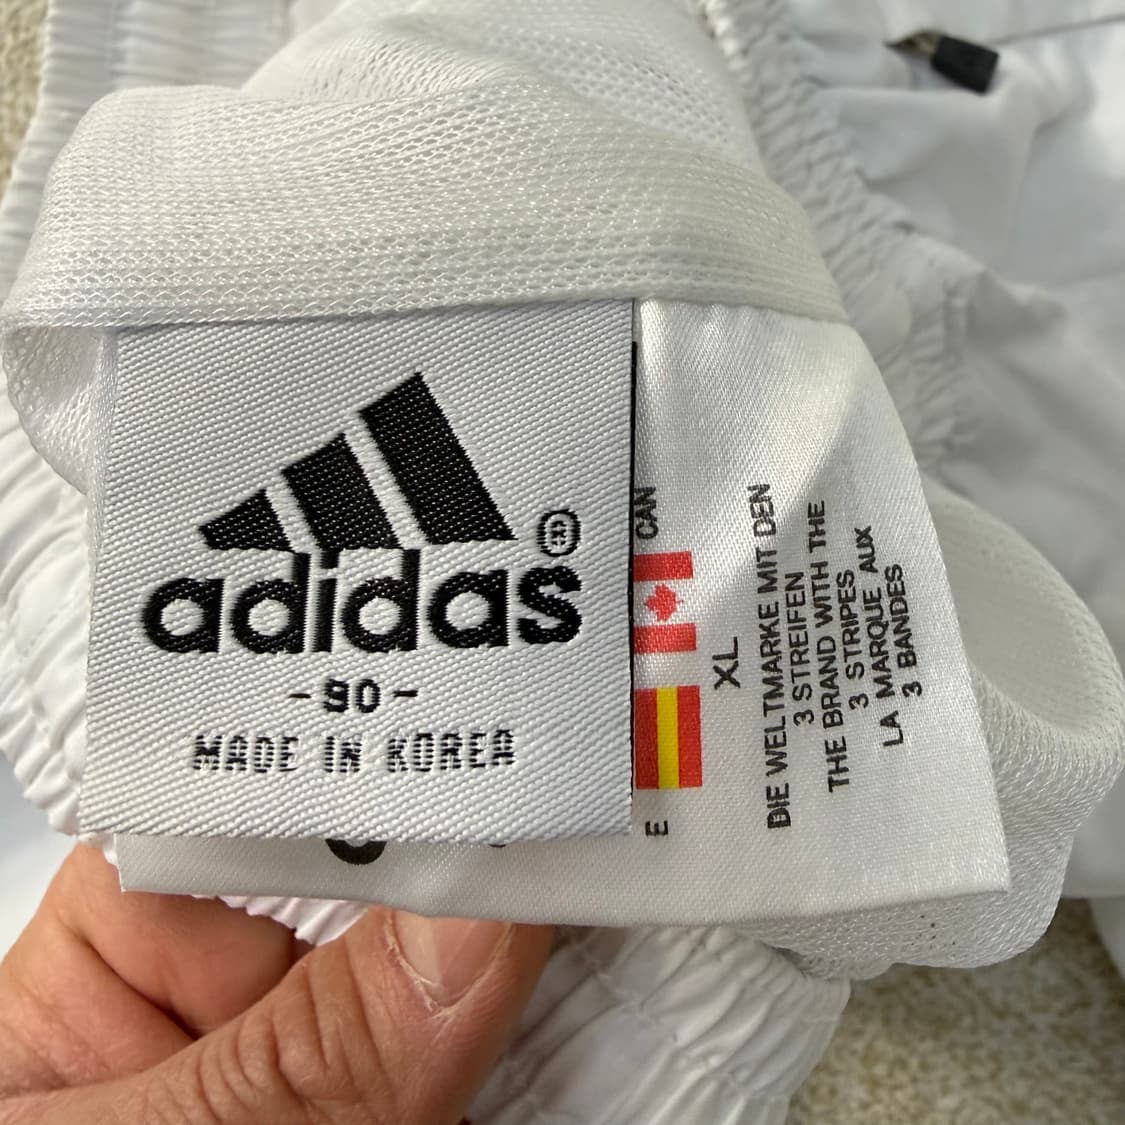 adidas®
-90-
MADE IN KOREA
CAN
E
XL
DIE WELTMARKE MIT DEN
3 STREIFEN
THE BRAND WITH THE
3 STRIPES
LA MARQUE AUX
3 BANDES